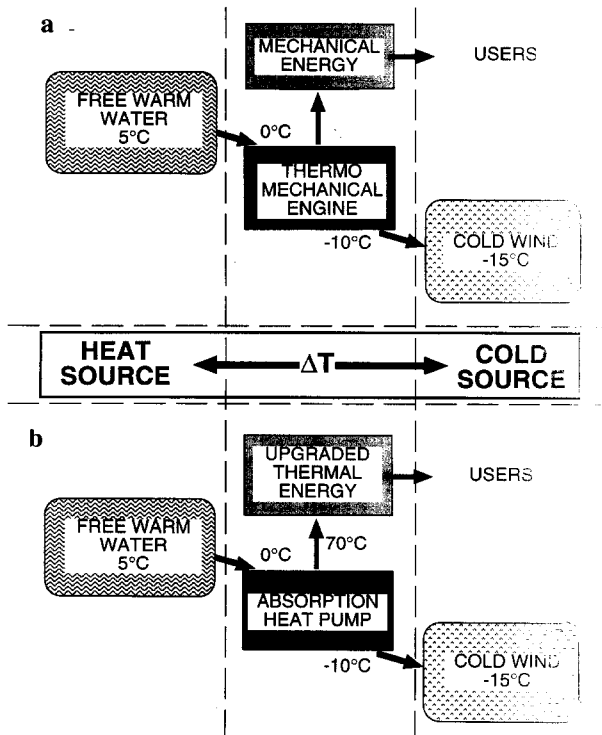 a
MECHANICAL
ENERGY
USERS
FREE WARM
WATER
5°C
0°C
THERMO
MECHANICAL
ENGINE
-10°C
COLD WIND
-15°C
HEAT
SOURCE
ΔT
COLD
SOURCE
b
UPGRADED
THERMAL
ENERGY
USERS
FREE WARM
WATER
5°C
0°C
70°C
ABSORPTION
HEAT PUMP
-10°C
COLD WIND
-15°C